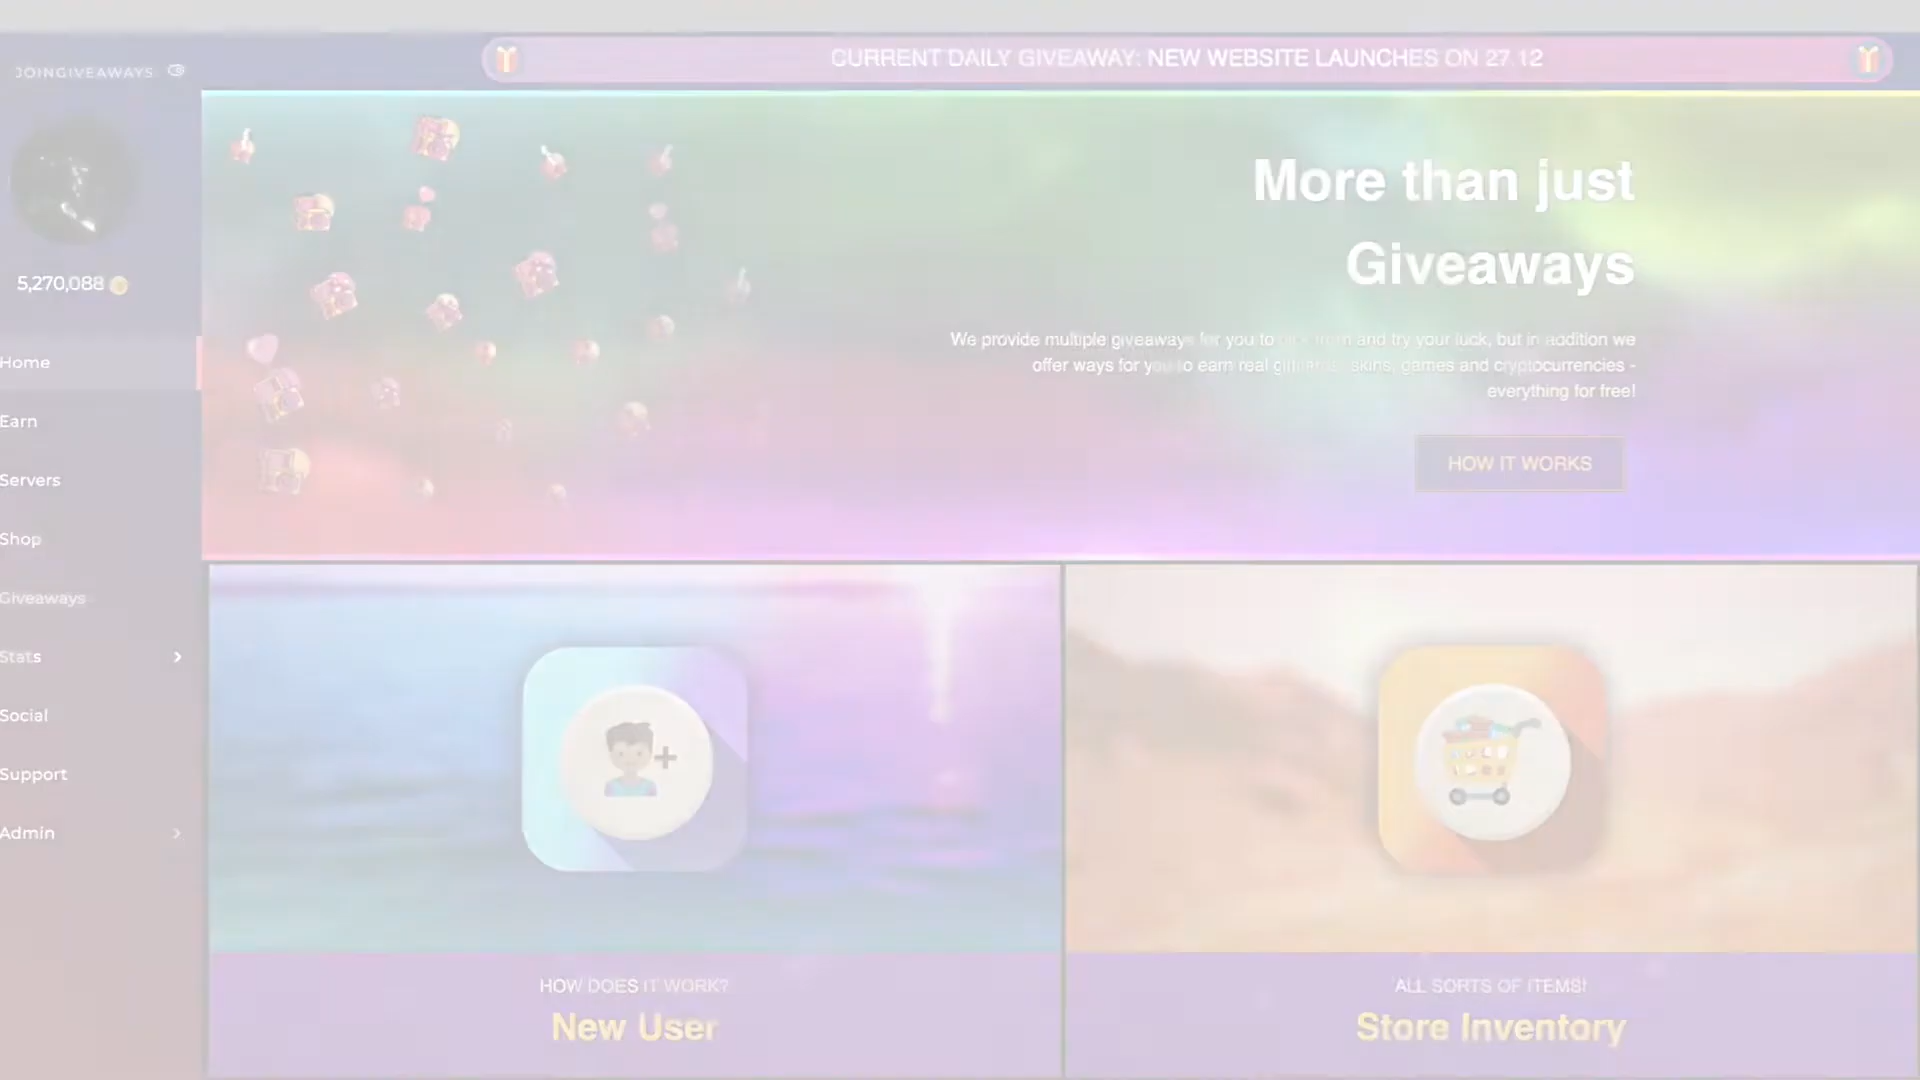 JOINGIVEAWAYS
CURRENT DAILY GIVEAWAY: NEW WEBSITE LAUNCHES ON 27.12
5,270,088
Home
Earn
Servers
Shop
Giveaways
Stats
Social
Support
Admin
More than just
Giveaways
We provide multiple giveaways for you to pick from and try your luck, but in addition we
offer ways for you to earn real giftcards, skins, games and cryptocurrencies -
everything for free!
HOW IT WORKS
HOW DOES IT WORK?
New User
ALL SORTS OF ITEMS!
Store Inventory